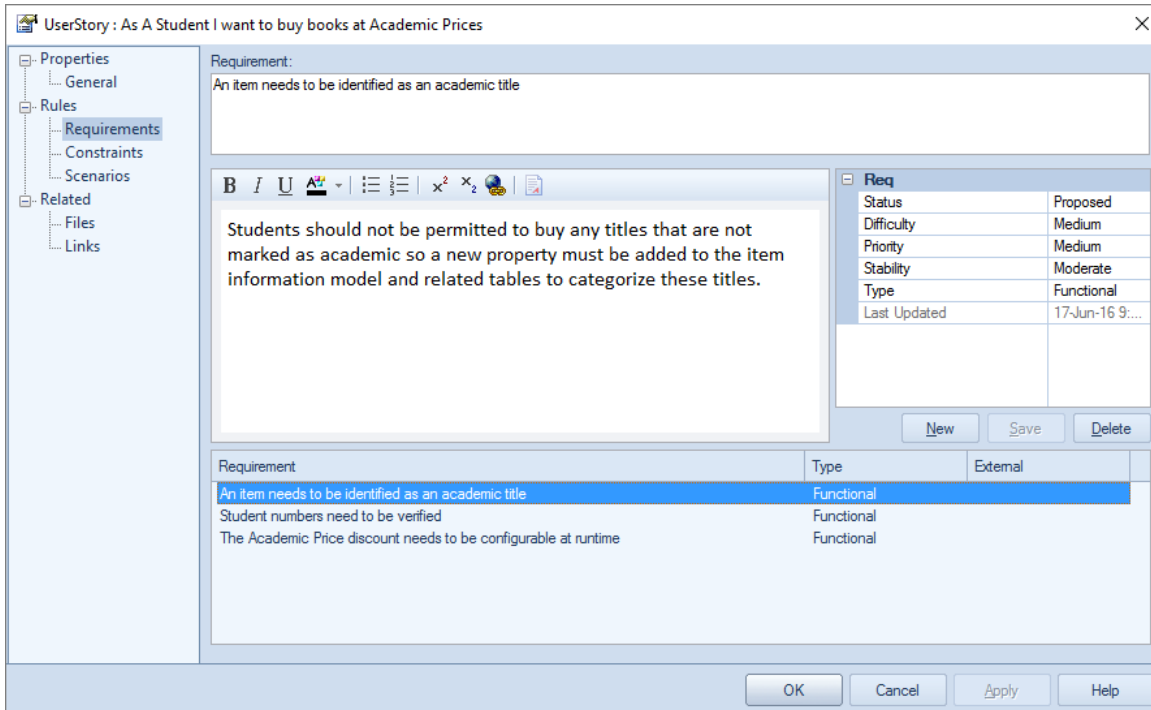 UserStory : As A Student I want to buy books at Academic Prices
Properties
General
Rules
Requirements
Constraints
Scenarios
Related
Files
Links
Requirement:
An item needs to be identified as an academic title
B I U A x² x₂
Students should not be permitted to buy any titles that are not
marked as academic so a new property must be added to the item
information model and related tables to categorize these titles.
Req
Status Proposed
Difficulty Medium
Priority Medium
Stability Moderate
Type Functional
Last Updated 17-Jun-16 9:...
New Save Delete
Requirement Type External
An item needs to be identified as an academic title Functional
Student numbers need to be verified Functional
The Academic Price discount needs to be configurable at runtime Functional
OK Cancel Apply Help